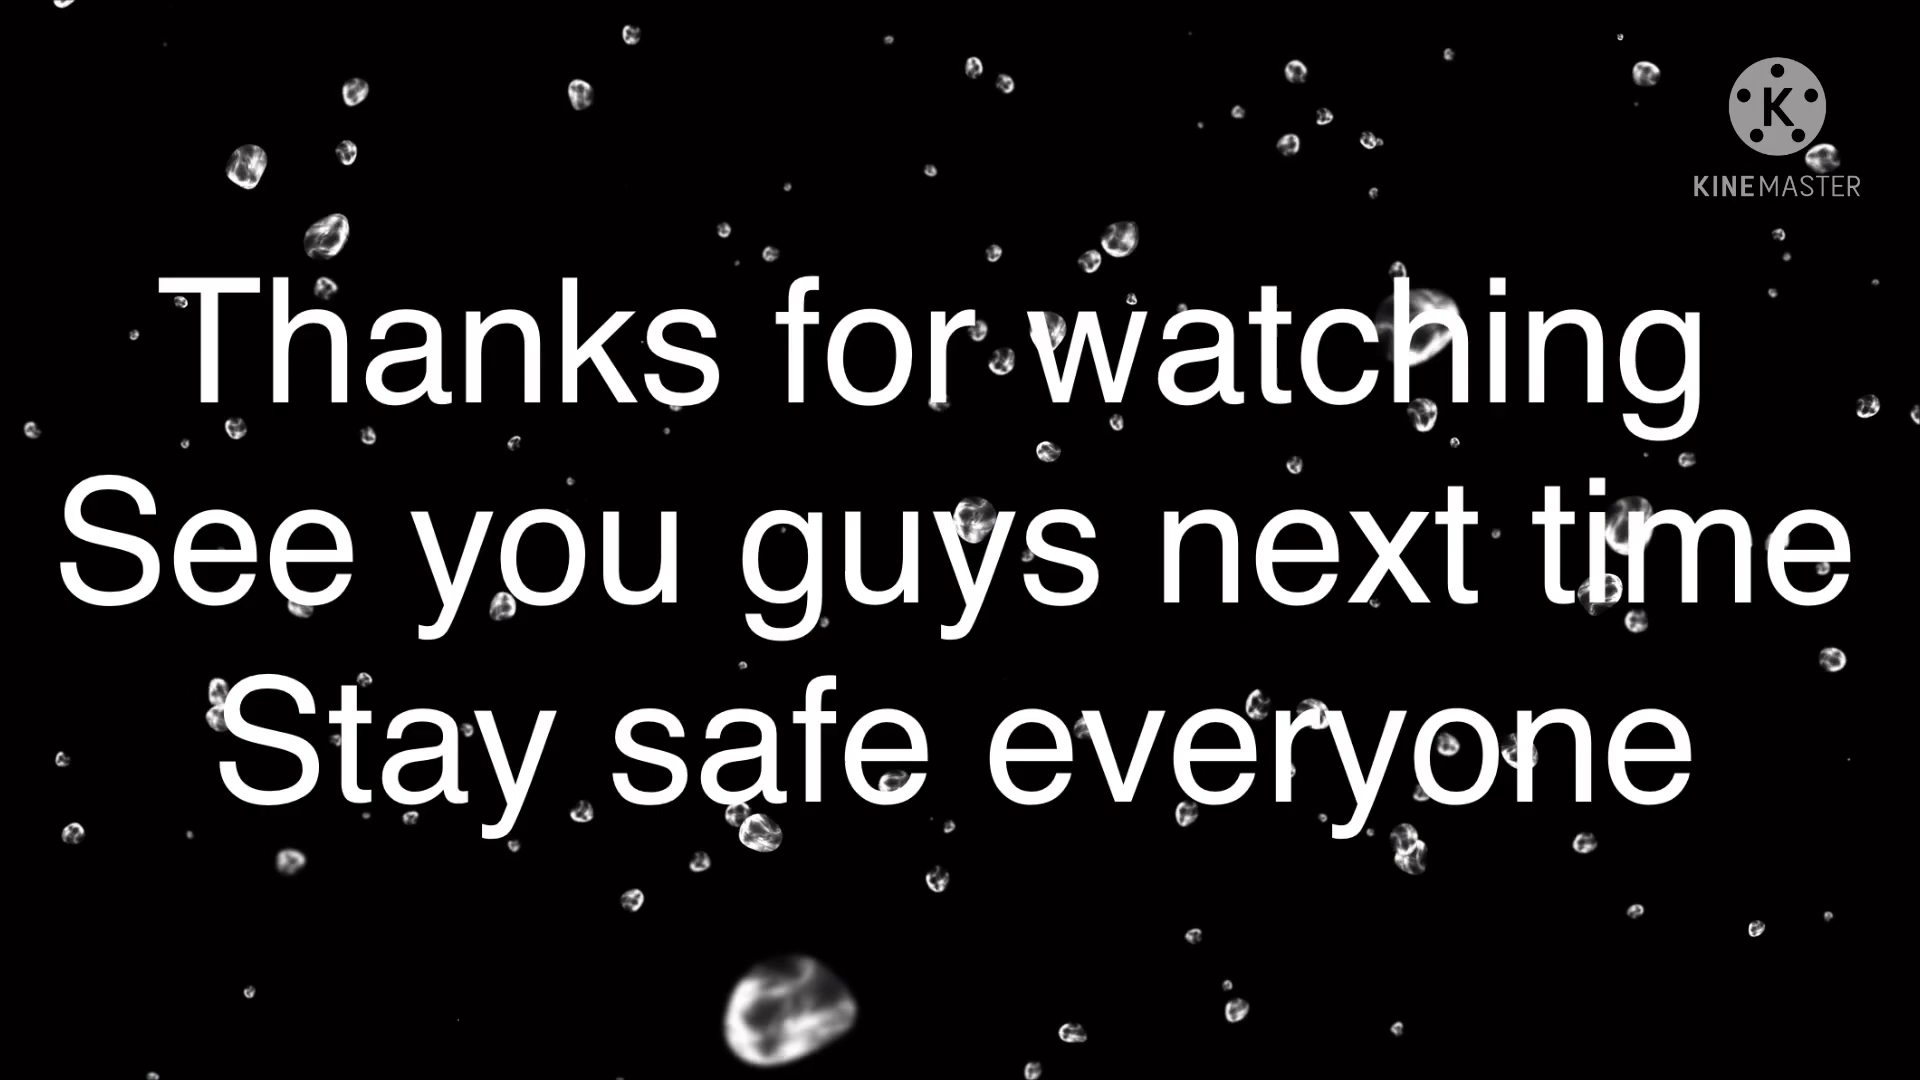 K
KINEMASTER
Thanks for watching
See you guys next time
Stay safe everyone